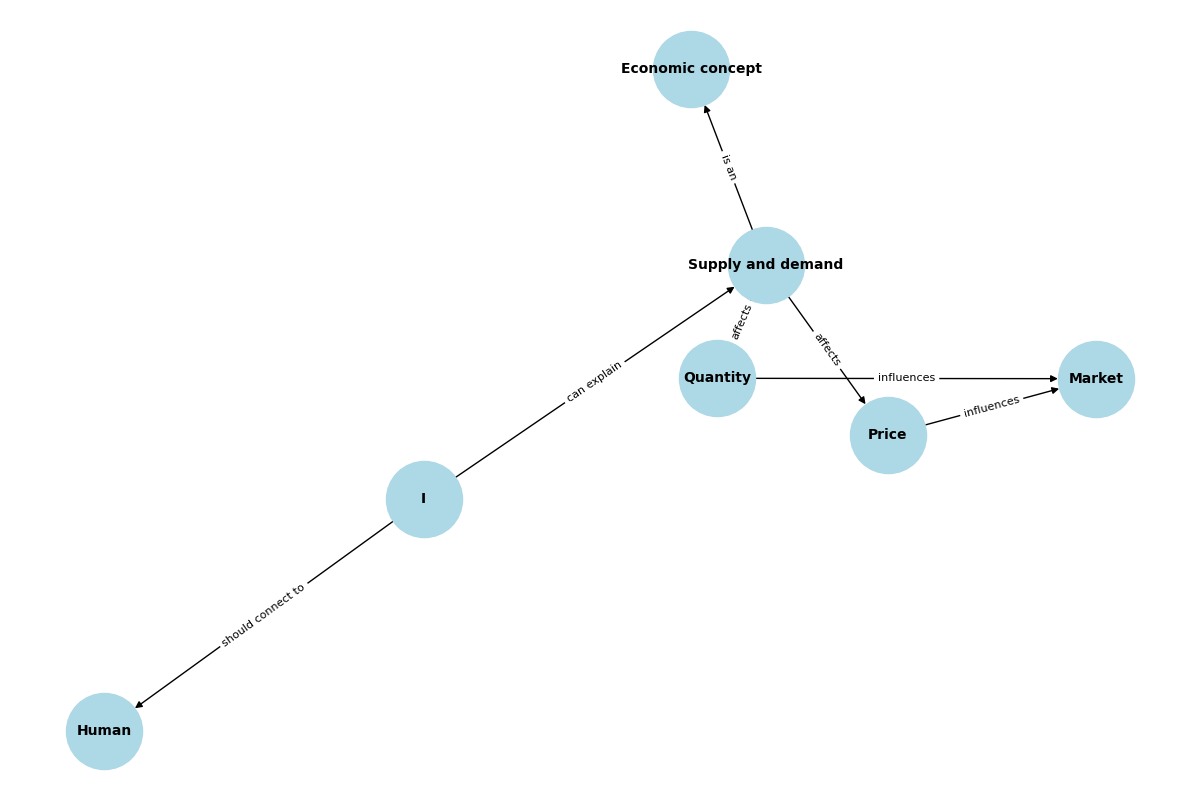 Economic concept
is an
Supply and demand
affects
affects
can explain
Quantity
influences
Market
influences
Price
I
should connect to
Human